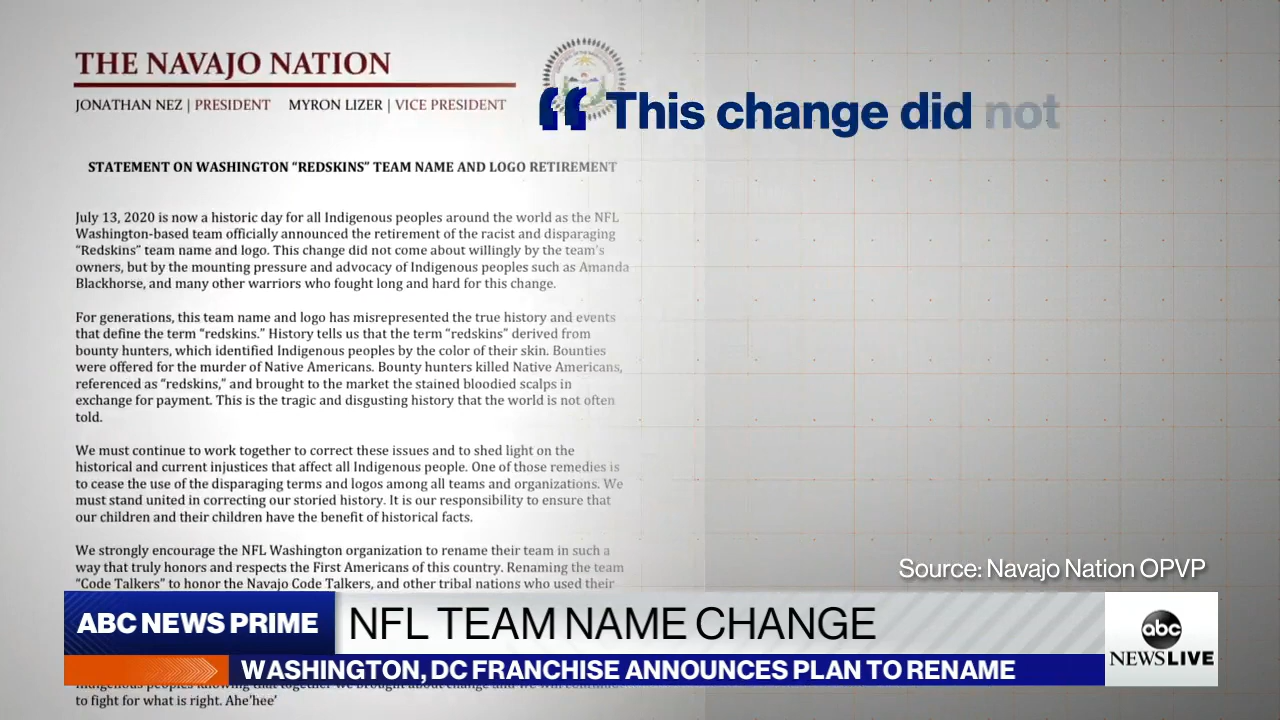 THE NAVAJO NATION
JONATHAN NEZ | PRESIDENT MYRON LIZER | VICE PRESIDENT
“This change did not
STATEMENT ON WASHINGTON “REDSKINS” TEAM NAME AND LOGO RETIREMENT
July 13, 2020 is now a historic day for all Indigenous peoples around the world as the NFL
Washington-based team officially announced the retirement of the racist and disparaging
“Redskins” team name and logo. This change did not come about willingly by the team’s
owners, but by the mounting pressure and advocacy of Indigenous peoples such as Amanda
Blackhorse, and many other warriors who fought long and hard for this change.
For generations, this team name and logo has misrepresented the true history and events
that define the term “redskins.” History tells us that the term “redskins” derived from
bounty hunters, which identified Indigenous peoples by the color of their skin. Bounties
were offered for the murder of Native Americans. Bounty hunters killed Native Americans,
referenced as “redskins,” and brought to the market the stained bloodied scalps in
exchange for payment. This is the tragic and disgusting history that the world is not often
told.
We must continue to work together to correct these issues and to shed light on the
historical and current injustices that affect all Indigenous people. One of those remedies is
to cease the use of the disparaging terms and logos among all teams and organizations. We
must stand united in correcting our storied history. It is our responsibility to ensure that
our children and their children have the benefit of historical facts.
We strongly encourage the NFL Washington organization to rename their team in such a
way that truly honors and respects the First Americans of this country. Renaming the team
“Code Talkers” to honor the Navajo Code Talkers, and other tribal nations who used their
Source: Navajo Nation OPVP
ABC NEWS PRIME
NFL TEAM NAME CHANGE
WASHINGTON, DC FRANCHISE ANNOUNCES PLAN TO RENAME
abc
NEWS LIVE
to fight for what is right. Ahe’hee’